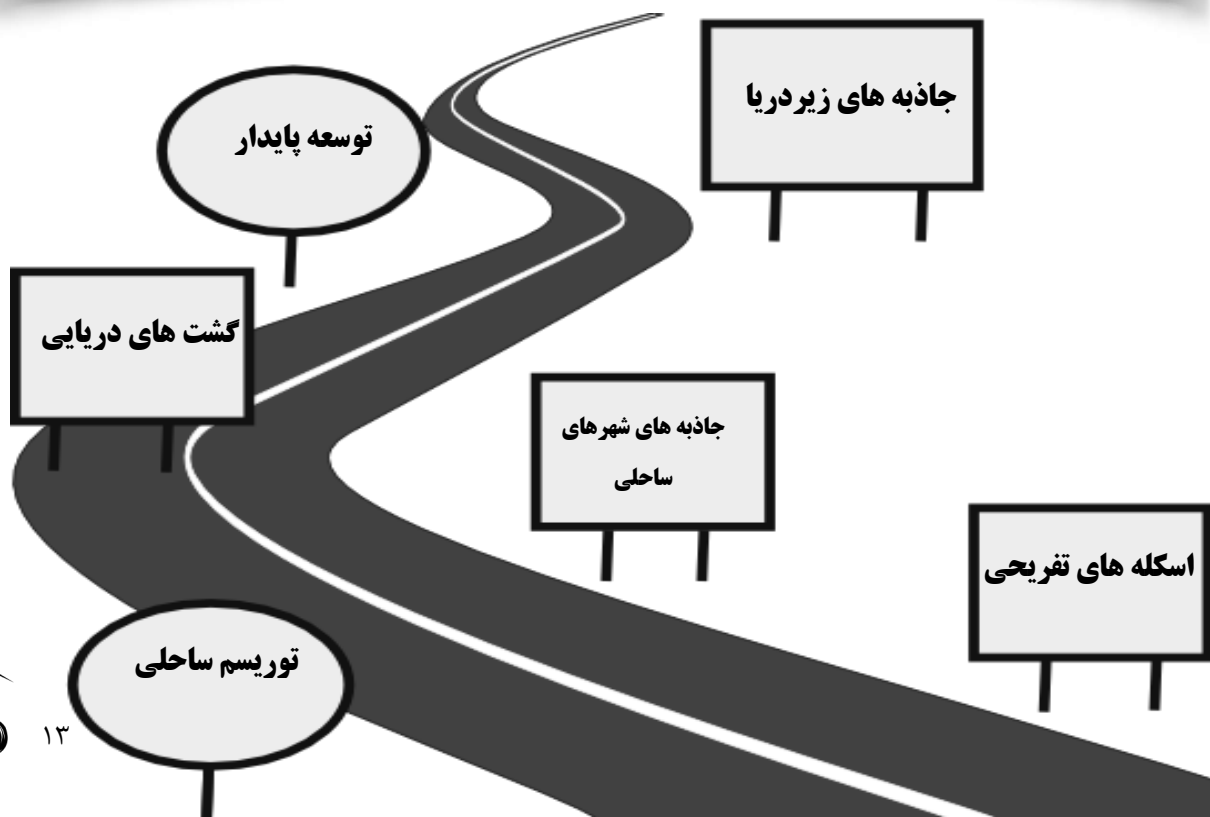 جاذبه های زیردریا
توسعه پایدار
گشت های دریایی
جاذبه های شهرهای
ساحلی
اسکله های تفریحی
توریسم ساحلی
۱۳